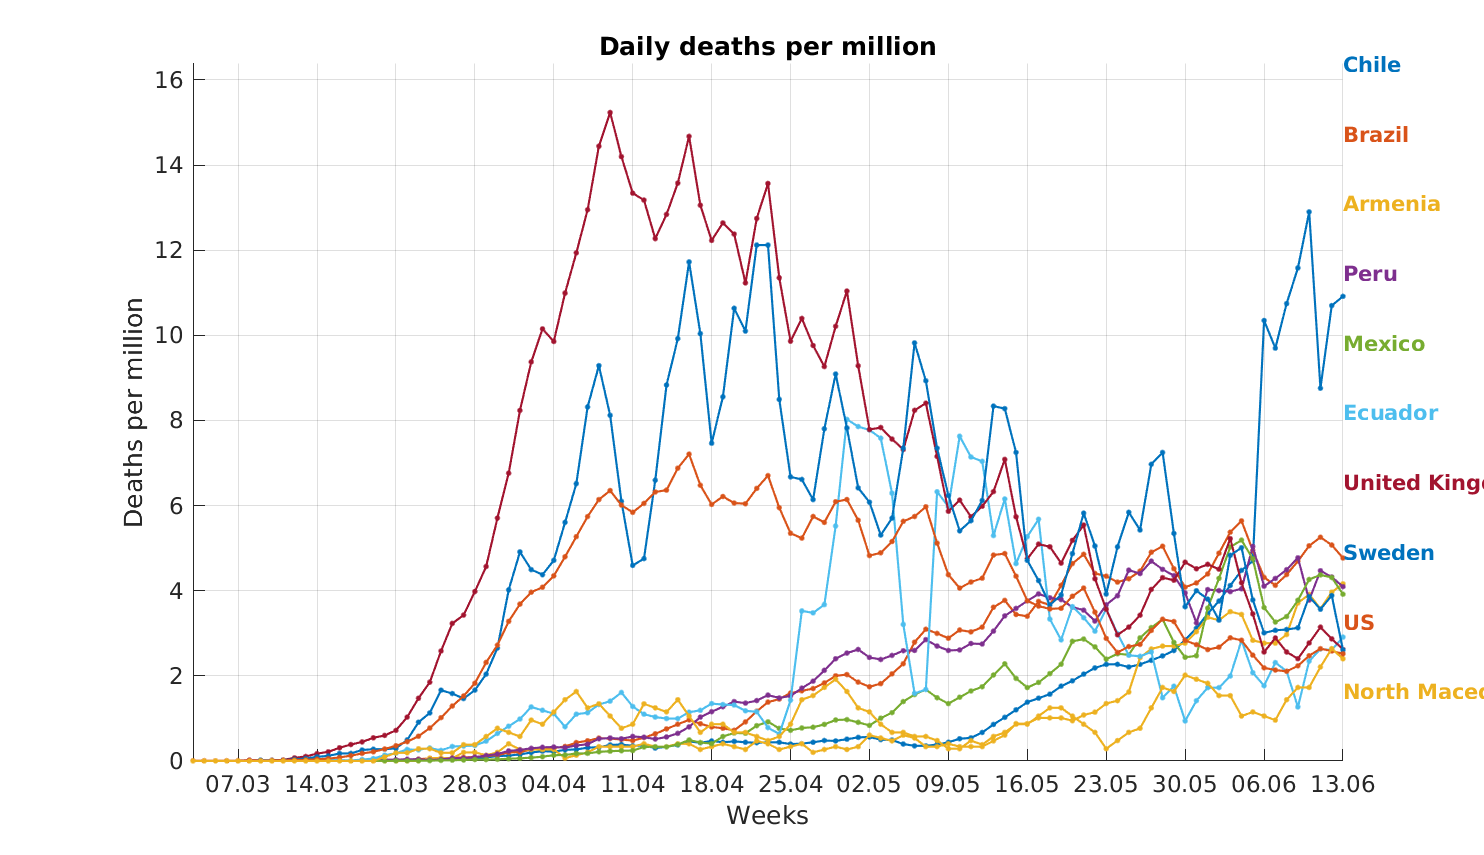 Daily deaths per million
Deaths per million
16
14
12
10
8
6
4
2
0
07.03 14.03 21.03 28.03 04.04 11.04 18.04 25.04 02.05 09.05 16.05 23.05 30.05 06.06 13.06
Weeks
Chile
Brazil
Armenia
Peru
Mexico
Ecuador
United Kingd
Sweden
US
North Maced